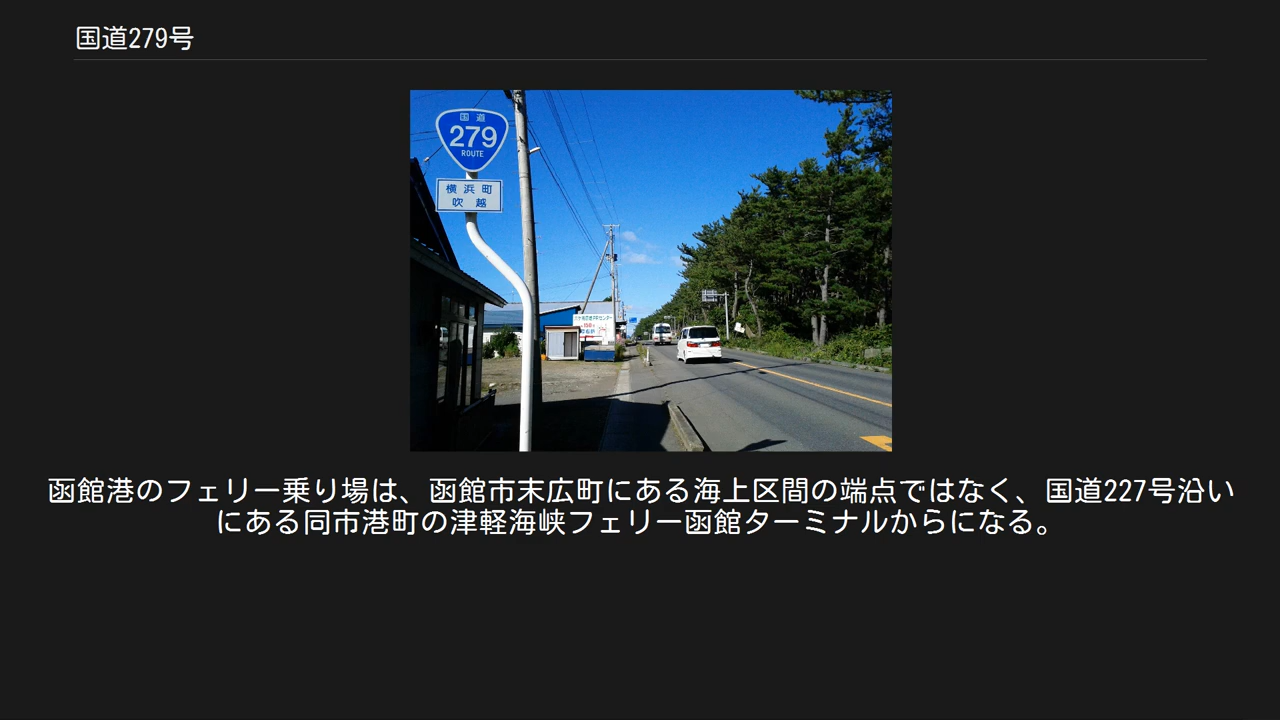 国道279号
国道
279
ROUTE
横浜町
吹越
函館港のフェリー乗り場は、函館市末広町にある海上区間の端点ではなく、国道227号沿い
にある同市港町の津軽海峡フェリー函館ターミナルからになる。